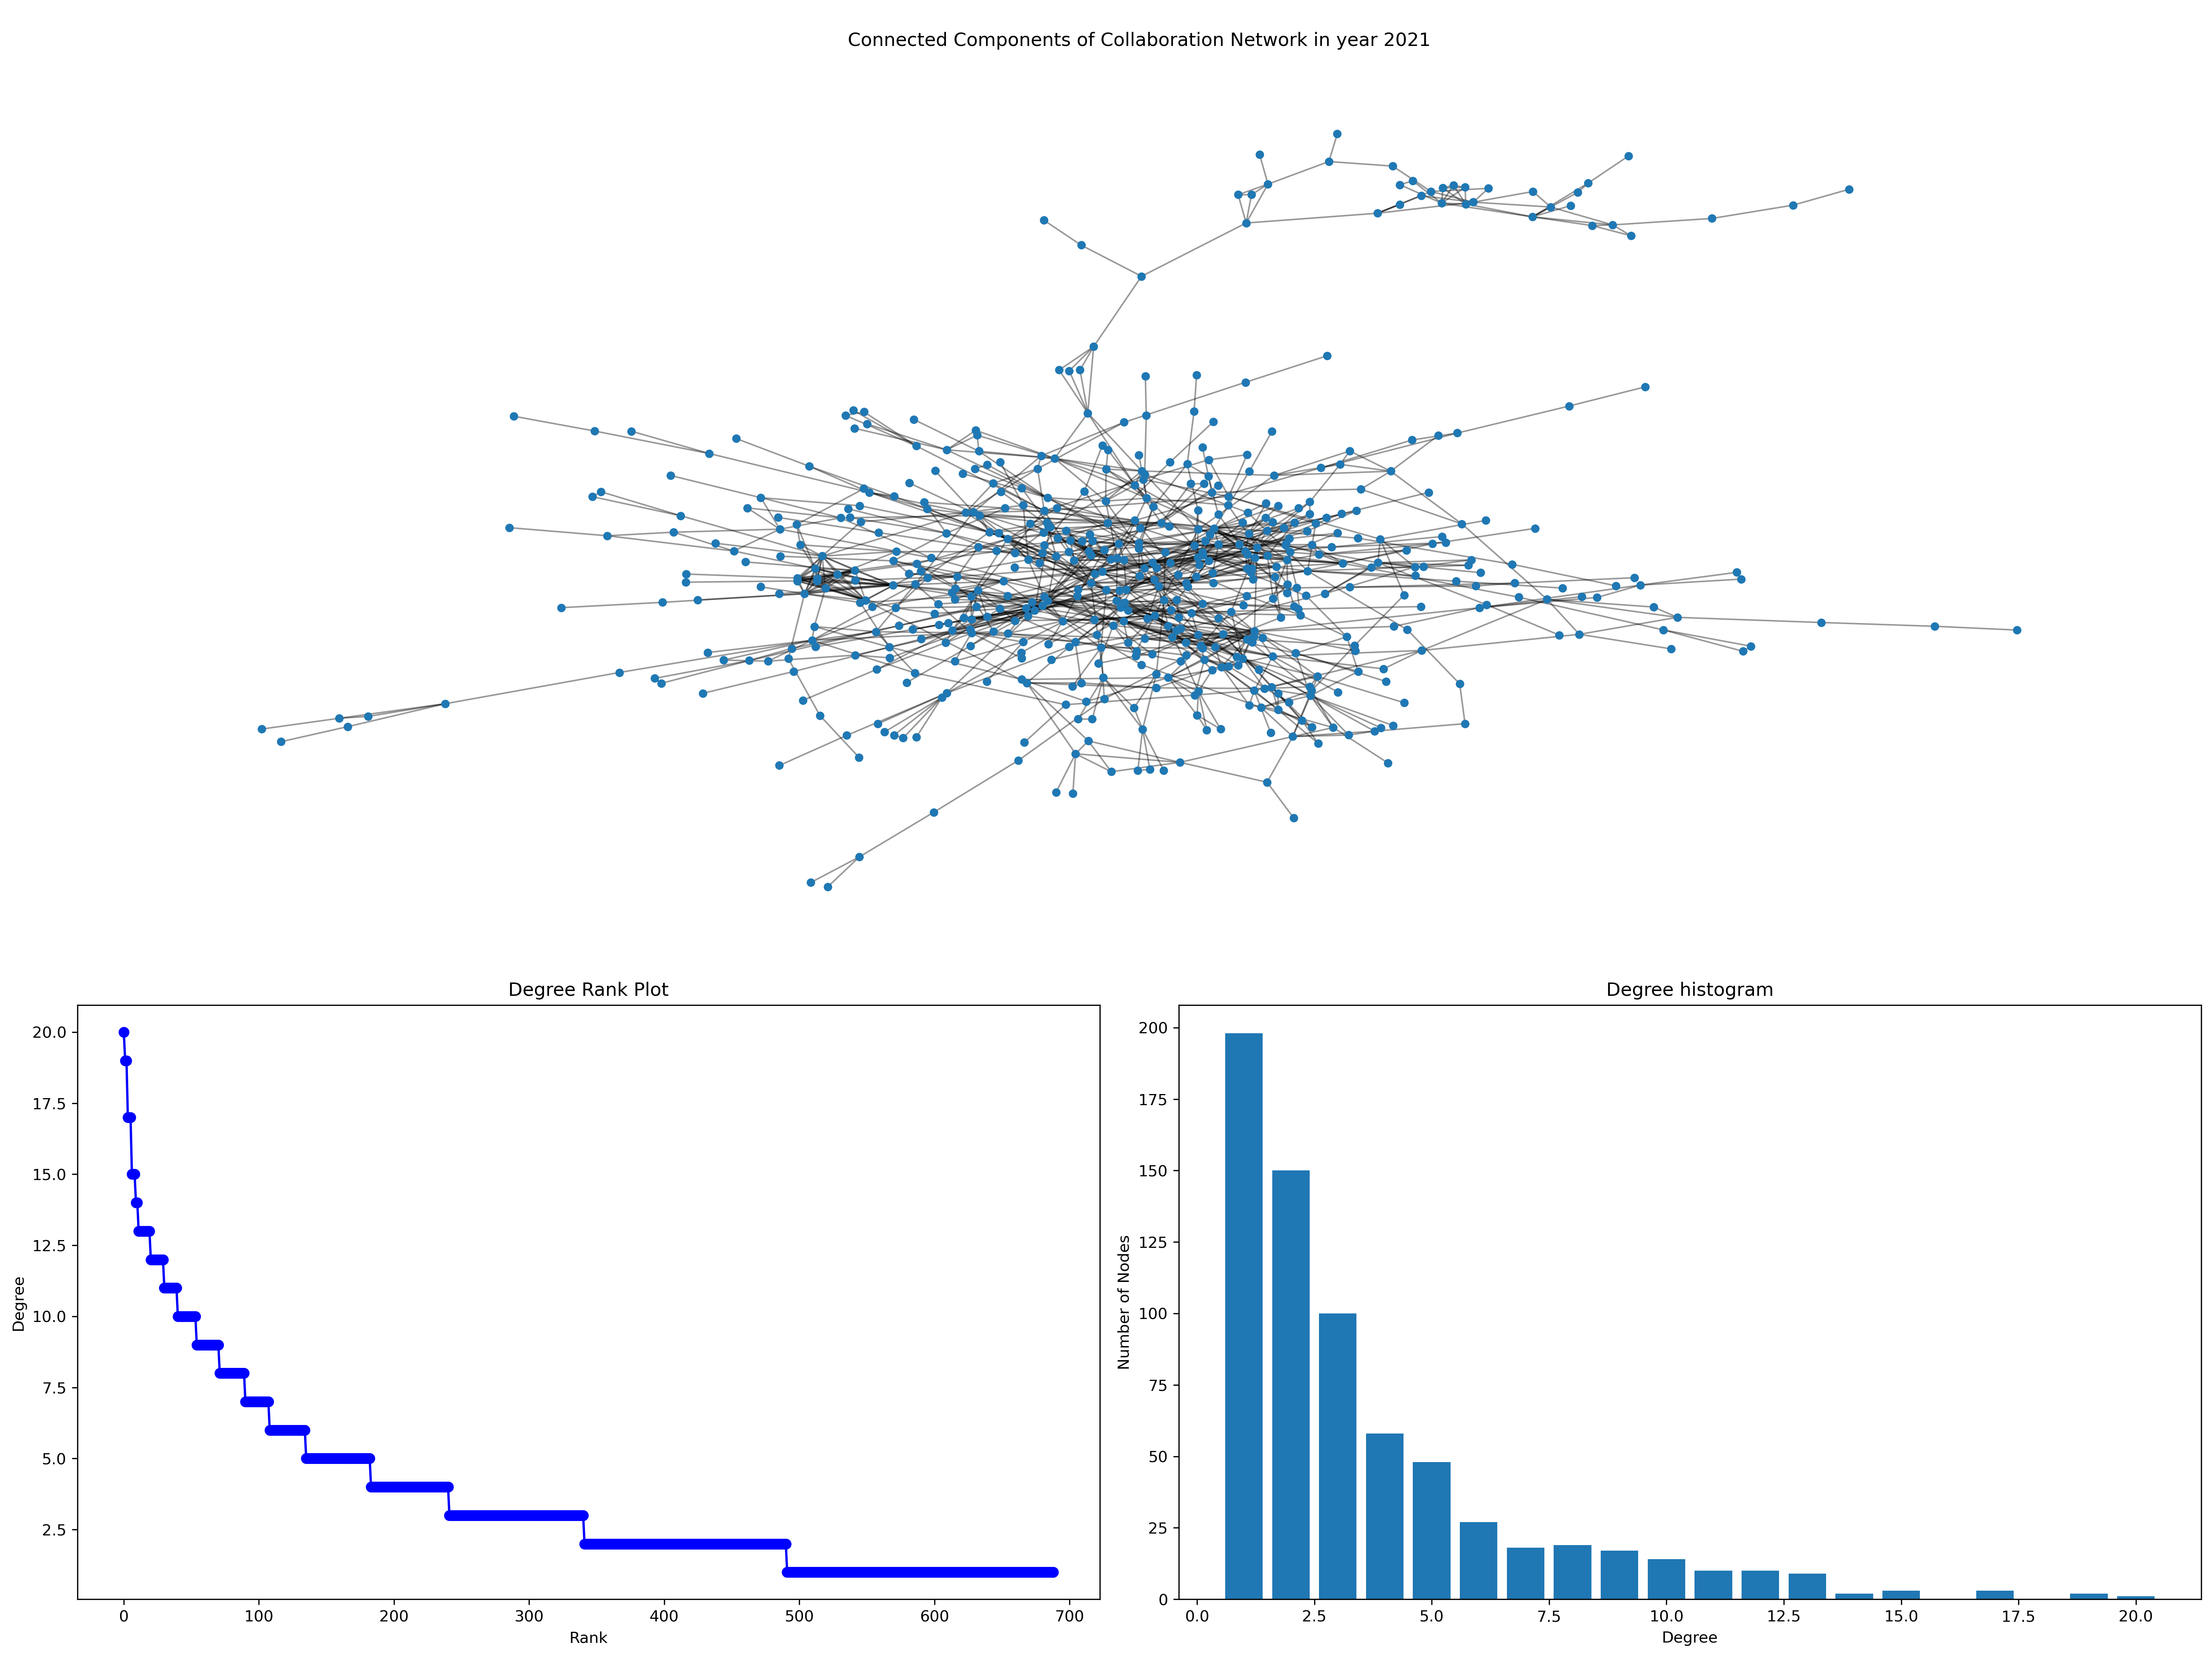 Connected Components of Collaboration Network in year 2021
Degree Rank Plot
20.0
17.5
15.0
12.5
10.0
7.5
5.0
2.5
Degree
0 100 200 300 400 500 600 700
Rank
Degree histogram
200
175
150
125
100
75
50
25
0
Number of Nodes
0.0 2.5 5.0 7.5 10.0 12.5 15.0 17.5 20.0
Degree